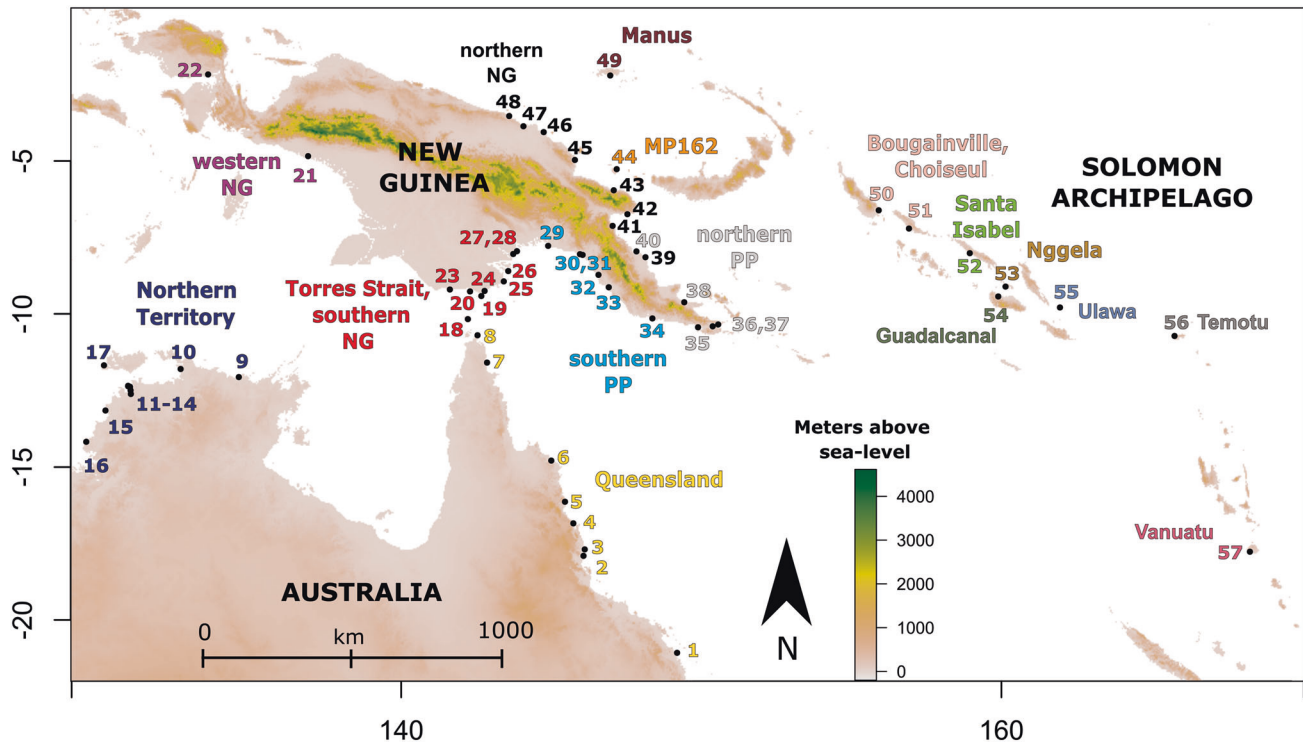 Manus
49
northern
NG
22
48
47
46
45
44
MP162
-5
western
NG
21
NEW
GUINEA
43
42
41
40
39
northern
PP
Bougainville,
Choiseul
50
51
SOLOMON
ARCHIPELAGO
Santa
Isabel
52
Nggela
53
54
Guadalcanal
55
Ulawa
56 Temotu
27,28
29
30,31
32
33
34
23
24
26
25
20
19
18
Torres Strait,
southern
NG
38
36,37
35
southern
PP
Northern
Territory
-10
17
10
9
8
7
11-14
15
16
Meters above
sea-level
4000
3000
2000
1000
0
-15
6
Queensland
5
4
3
2
Vanuatu
57
AUSTRALIA
-20
0
km
1000
N
1
140
160